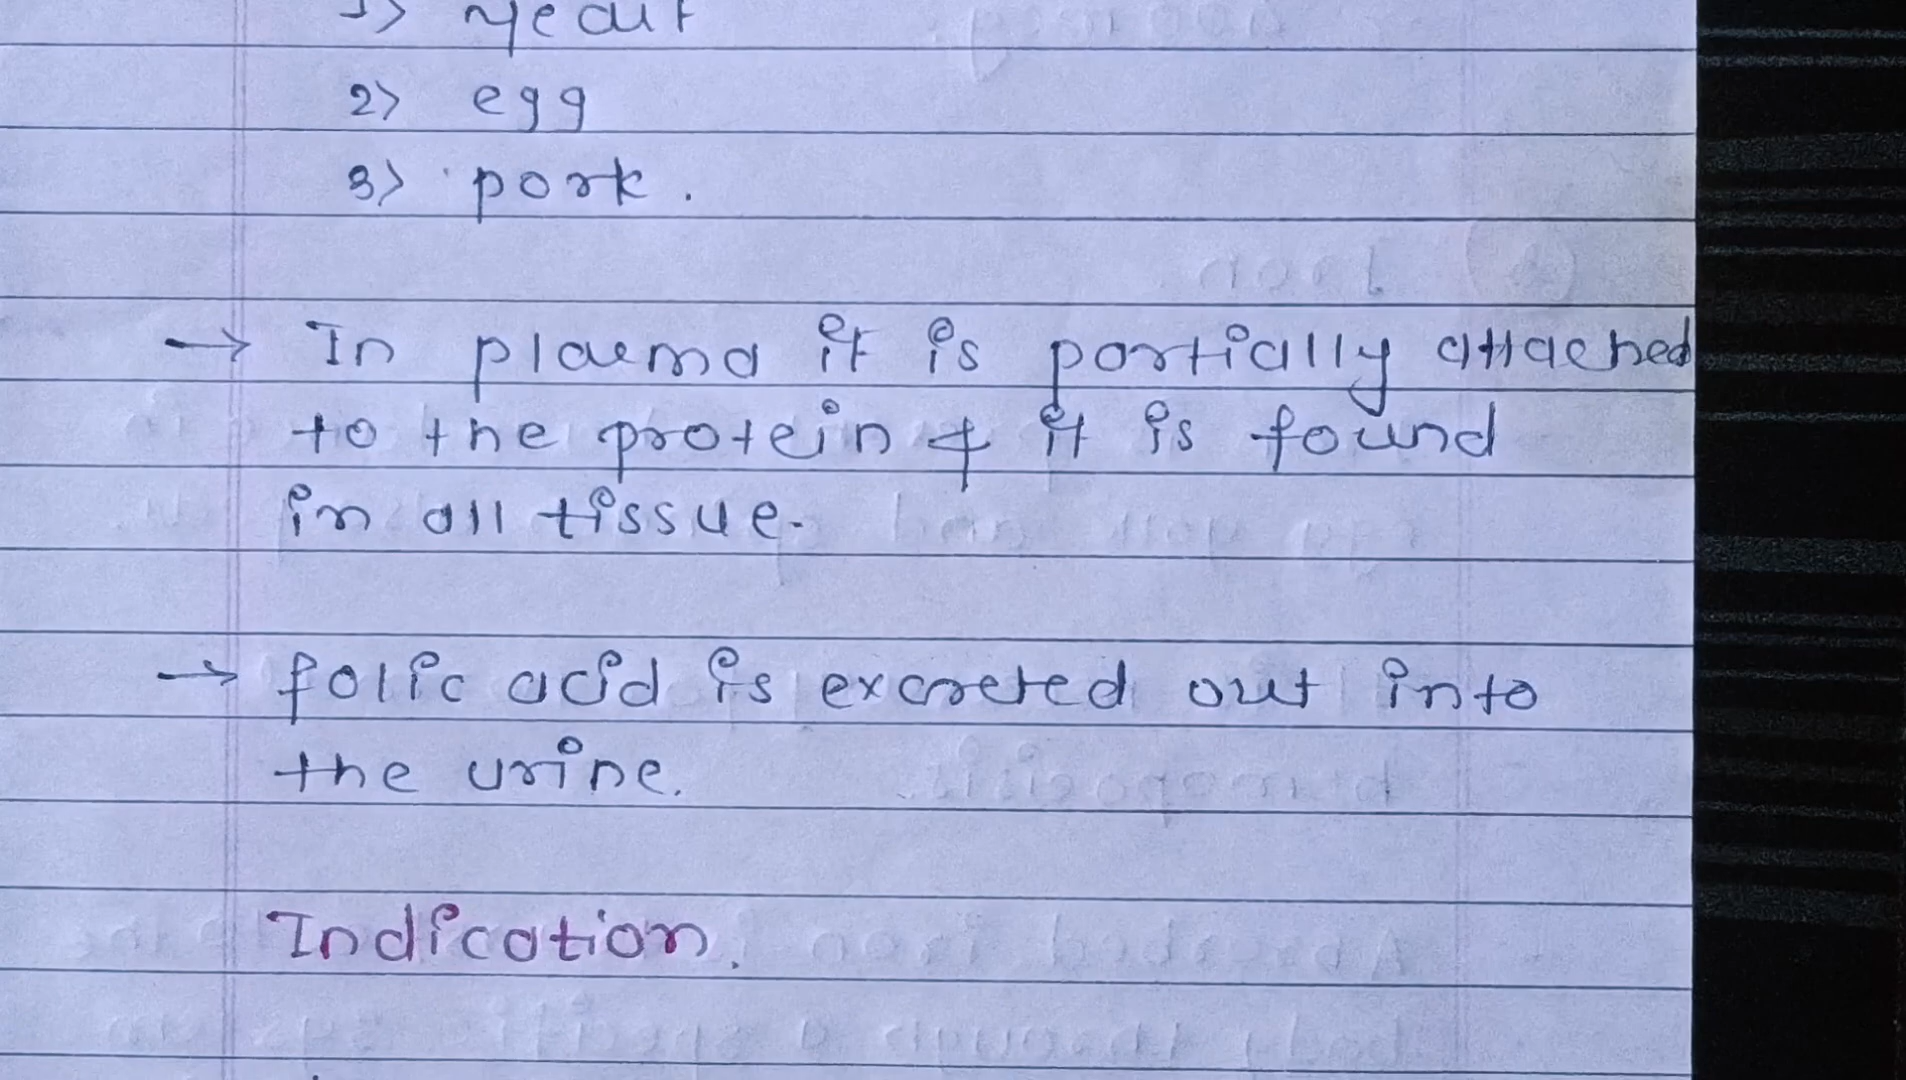 2> egg
3> pork.
→ In plasma it is partially attached
to the protein & it is found
in all tissue.
→ folic acid is excreted out into
the urine.
Indication.